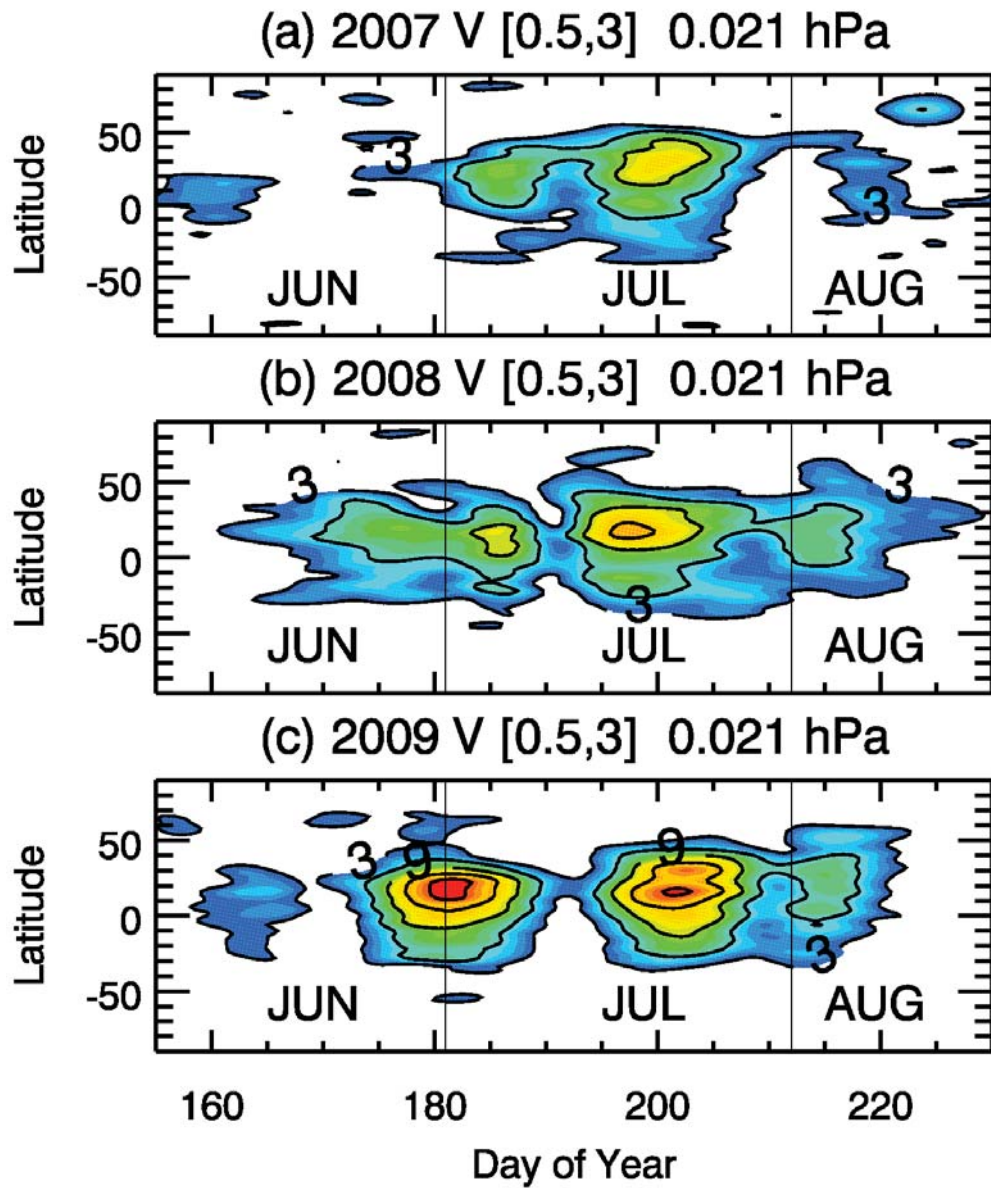 (a) 2007 V [0.5,3] 0.021 hPa
Latitude
50
0
-50
3
3
JUN
JUL
AUG
(b) 2008 V [0.5,3] 0.021 hPa
Latitude
50
0
-50
3
3
3
JUN
JUL
AUG
(c) 2009 V [0.5,3] 0.021 hPa
Latitude
50
0
-50
3
9
9
3
JUN
JUL
AUG
160
180
200
220
Day of Year